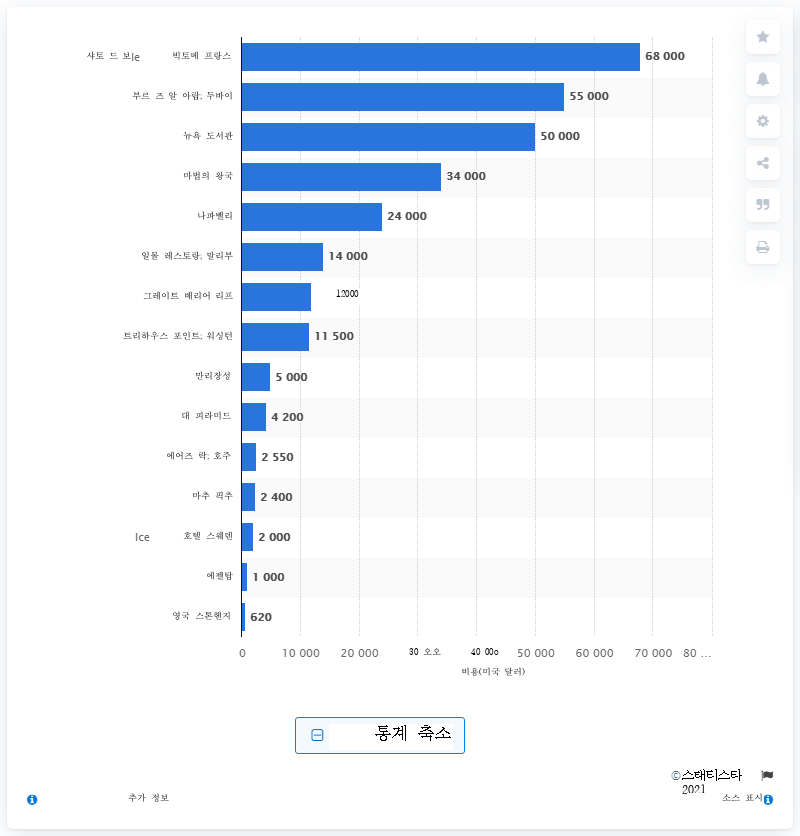 샤토 드 보le 빅토메 프랑스 68 000
부르 즈 알 아랍; 두바이 55 000
뉴욕 도서관 50 000
마법의 왕국 34 000
나파밸리 24 000
일몰 레스토랑; 말리부 14 000
그레이트 배리어 리프 12000
트리하우스 포인트; 워싱턴 11 500
만리장성 5 000
대 피라미드 4 200
에어즈 락; 호주 2 550
마추 픽추 2 400
Ice 호텔 스웨덴 2 000
에펠탑 1 000
영국 스톤헨지 620
0 10 000 20 000 30 오오 40 00o 50 000 60 000 70 000 80 ...
비용(미국 달러)
통계 축소
©스태티스타
2021
추가 정보 소스 표시